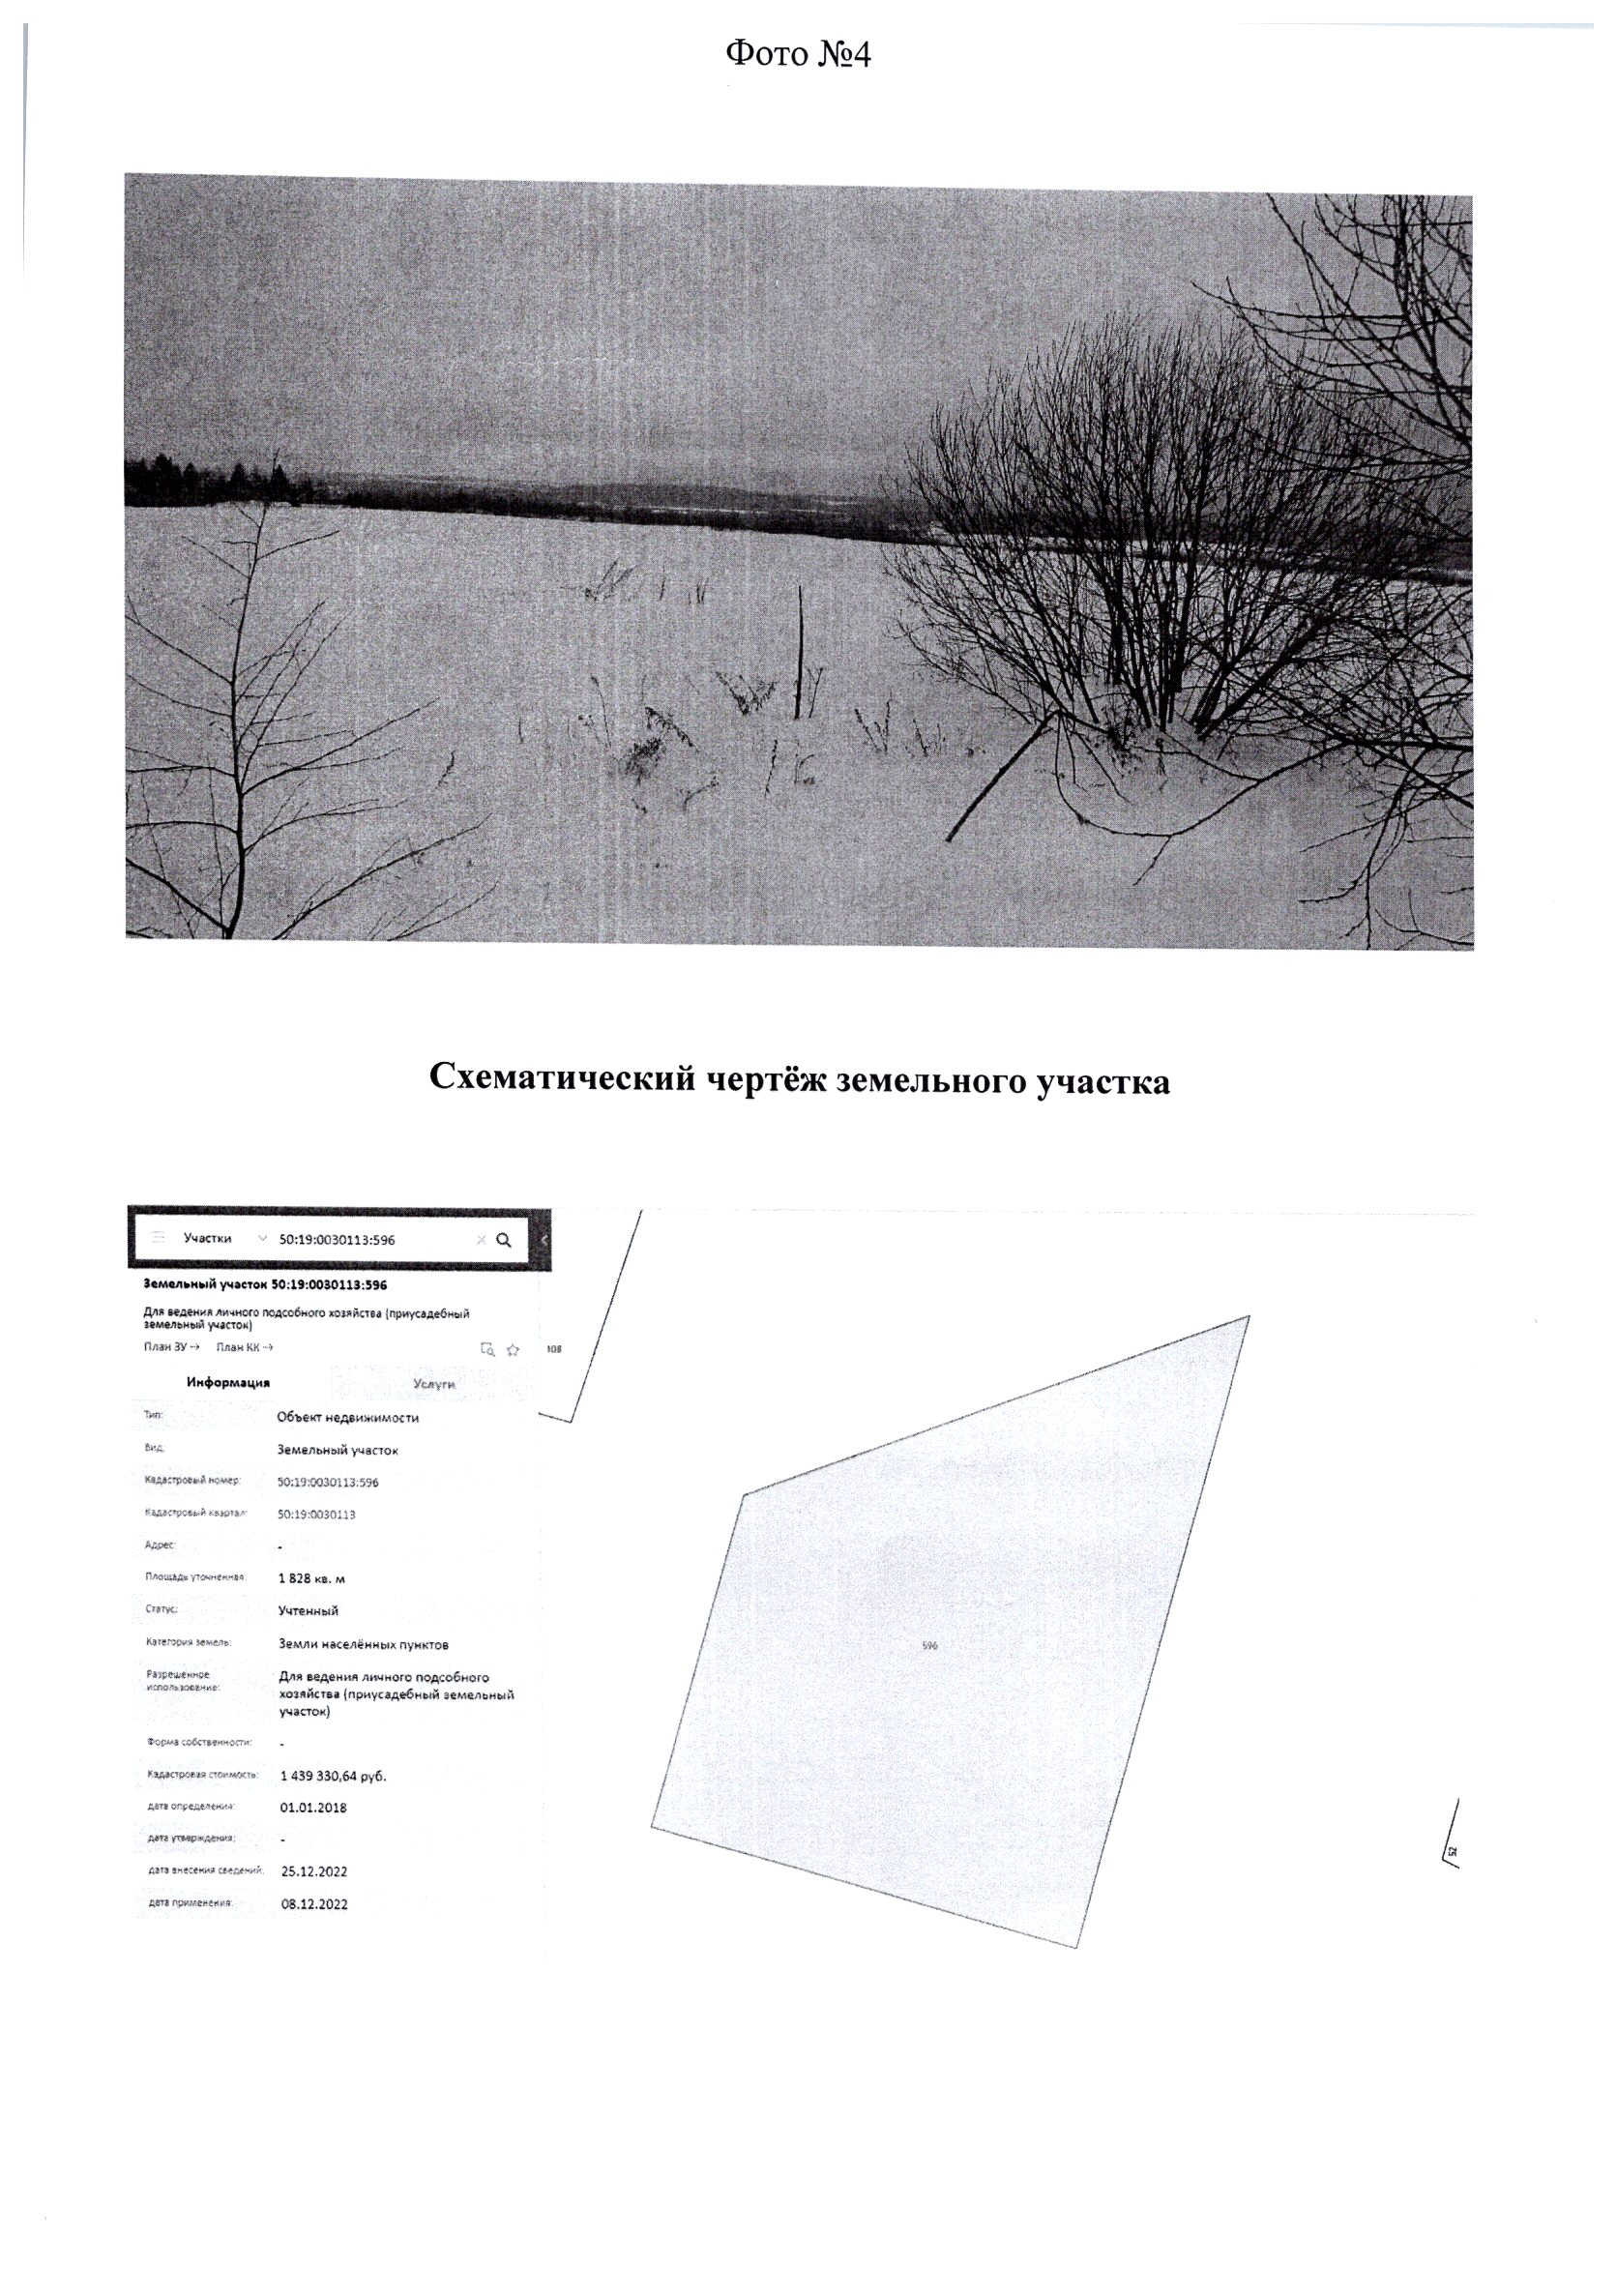 Фото №4
Схематический чертёж земельного участка
Участки 50:19:0030113:596
Земельный участок 50:19:0030113:596
Для ведения личного подсобного хозяйства (приусадебный
земельный участок)
План ЗУ → План КК →
Информация Услуги
Тип: Объект недвижимости
Вид: Земельный участок
Кадастровый номер: 50:19:0030113:596
Кадастровый квартал: 50:19:0030113
Адрес: -
Площадь уточненная: 1 828 кв. м
Статус: Учтенный
Категория земель: Земли населённых пунктов
Разрешенное использование: Для ведения личного подсобного
хозяйства (приусадебный земельный
участок)
Форма собственности: -
Кадастровая стоимость: 1 439 330,64 руб.
дата определения: 01.01.2018
дата утверждения: -
дата внесения сведений: 25.12.2022
дата применения: 08.12.2022
108
596